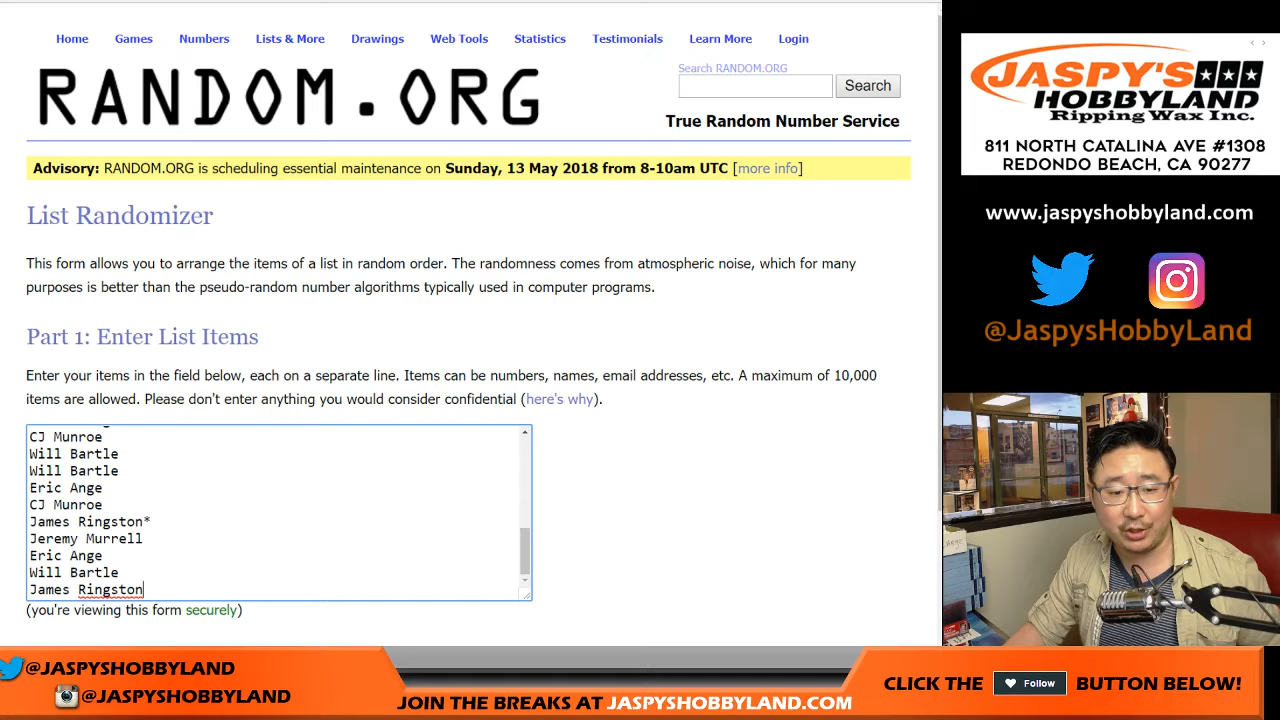 Home Games Numbers Lists & More Drawings Web Tools Statistics Testimonials Learn More Login
RANDOM.ORG
Search RANDOM.ORG
Search
True Random Number Service
Advisory: RANDOM.ORG is scheduling essential maintenance on Sunday, 13 May 2018 from 8-10am UTC [more info]
List Randomizer
This form allows you to arrange the items of a list in random order. The randomness comes from atmospheric noise, which for many
purposes is better than the pseudo-random number algorithms typically used in computer programs.
Part 1: Enter List Items
Enter your items in the field below, each on a separate line. Items can be numbers, names, email addresses, etc. A maximum of 10,000
items are allowed. Please don't enter anything you would consider confidential (here's why).
CJ Munroe
Will Bartle
Will Bartle
Eric Ange
CJ Munroe
James Ringston*
Jeremy Murrell
Eric Ange
Will Bartle
James Ringston
(you're viewing this form securely)
JASPY'S
HOBBYLAND
Ripping Wax Inc.
811 NORTH CATALINA AVE #1308
REDONDO BEACH, CA 90277
www.jaspyshobbyland.com
@JaspysHobbyLand
@JASPYSHOBBYLAND
@JASPYSHOBBYLAND
JOIN THE BREAKS AT JASPYSHOBBYLAND.COM
CLICK THE Follow BUTTON BELOW!